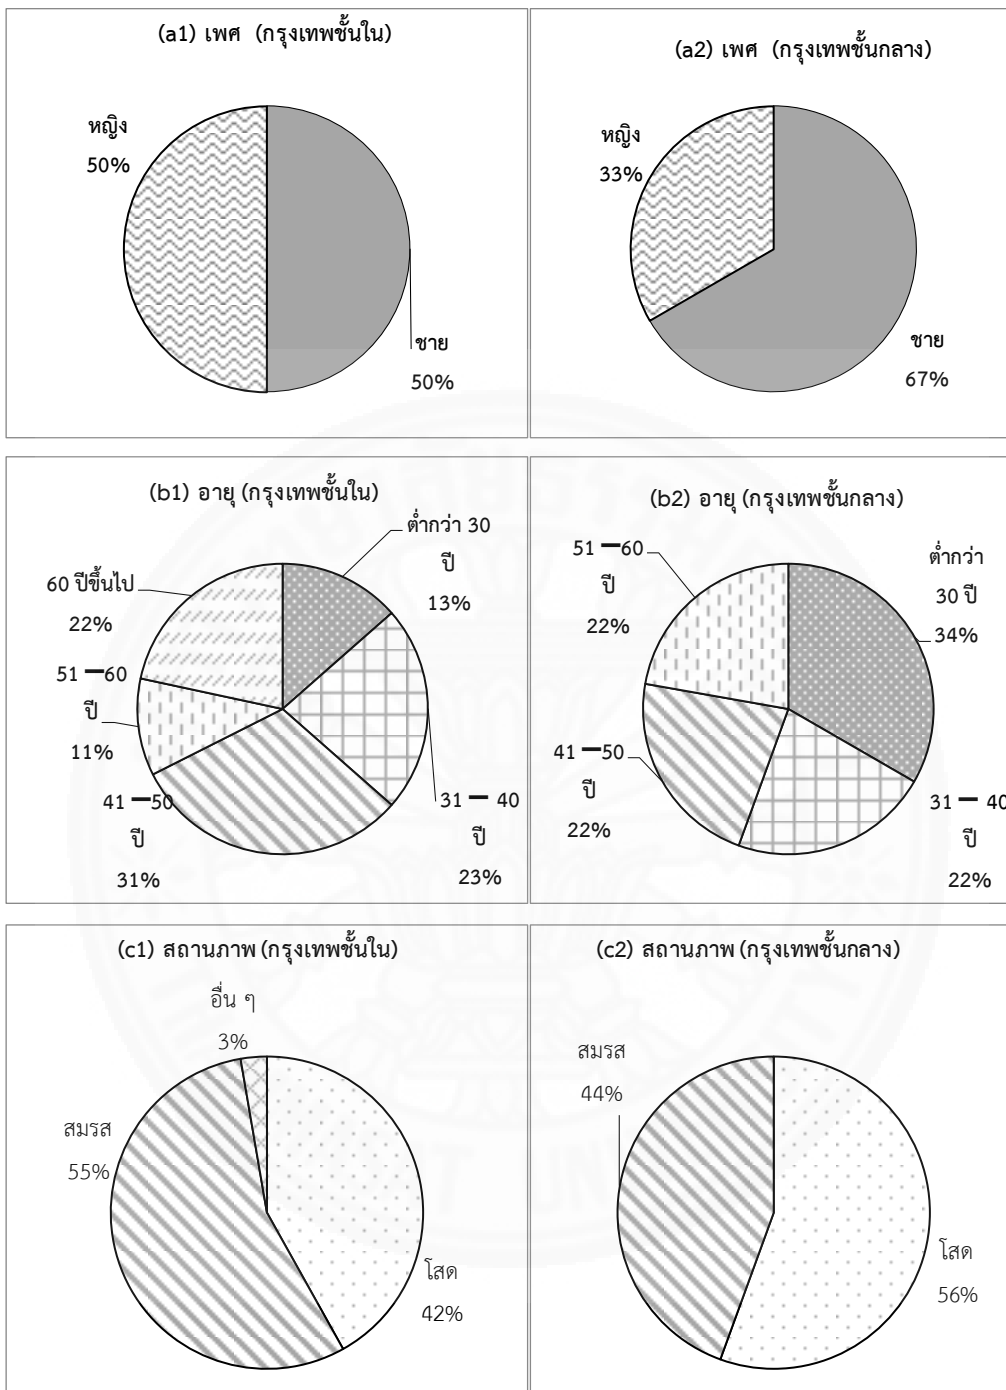 (a1) เพศ (กรุงเทพชั้นใน)
หญิง
50%
ชาย
50%
(a2) เพศ (กรุงเทพชั้นกลาง)
หญิง
33%
ชาย
67%
(b1) อายุ (กรุงเทพชั้นใน)
ต่ำกว่า 30
ปี
13%
60 ปีขึ้นไป
22%
51 – 60
ปี
11%
41 – 50
ปี
31%
31 – 40
ปี
23%
(b2) อายุ (กรุงเทพชั้นกลาง)
51 – 60
ปี
22%
ต่ำกว่า
30 ปี
34%
41 – 50
ปี
22%
31 – 40
ปี
22%
(c1) สถานภาพ (กรุงเทพชั้นใน)
อื่น ๆ
3%
สมรส
55%
โสด
42%
(c2) สถานภาพ (กรุงเทพชั้นกลาง)
สมรส
44%
โสด
56%